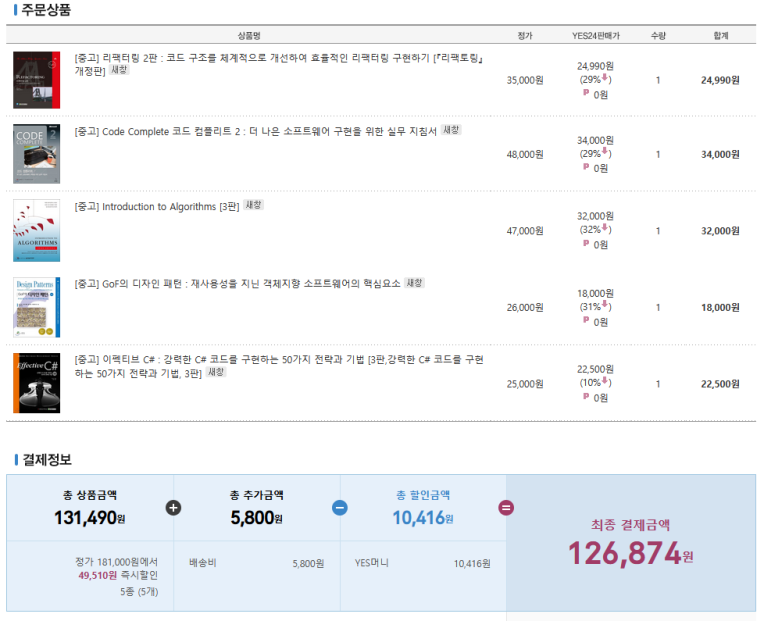 주문상품
상품명 정가 YES24판매가 수량 합계
[중고] 리팩터링 2판 : 코드 구조를 체계적으로 개선하여 효율적인 리팩터링 구현하기 [『리팩토링』
개정판] 새창
35,000원
24,990원
(29%↓)
P 0원
1
24,990원
CODE
COMPLETE
2
[중고] Code Complete 코드 컴플리트 2 : 더 나은 소프트웨어 구현을 위한 실무 지침서 새창
48,000원
34,000원
(29%↓)
P 0원
1
34,000원
ALGORITHMS
[중고] Introduction to Algorithms [3판] 새창
47,000원
32,000원
(32%↓)
P 0원
1
32,000원
Design Patterns
[중고] GoF의 디자인 패턴 : 재사용성을 지닌 객체지향 소프트웨어의 핵심요소 새창
26,000원
18,000원
(31%↓)
P 0원
1
18,000원
Effective C#
[중고] 이펙티브 C# : 강력한 C# 코드를 구현하는 50가지 전략과 기법 [3판,강력한 C# 코드를 구현
하는 50가지 전략과 기법, 3판] 새창
25,000원
22,500원
(10%↓)
P 0원
1
22,500원
결제정보
총 상품금액
131,490원
+
총 추가금액
5,800원
−
총 할인금액
10,416원
=
최종 결제금액
126,874원
정가 181,000원에서
49,510원 즉시할인
5종 (5개)
배송비 5,800원
YES머니 10,416원